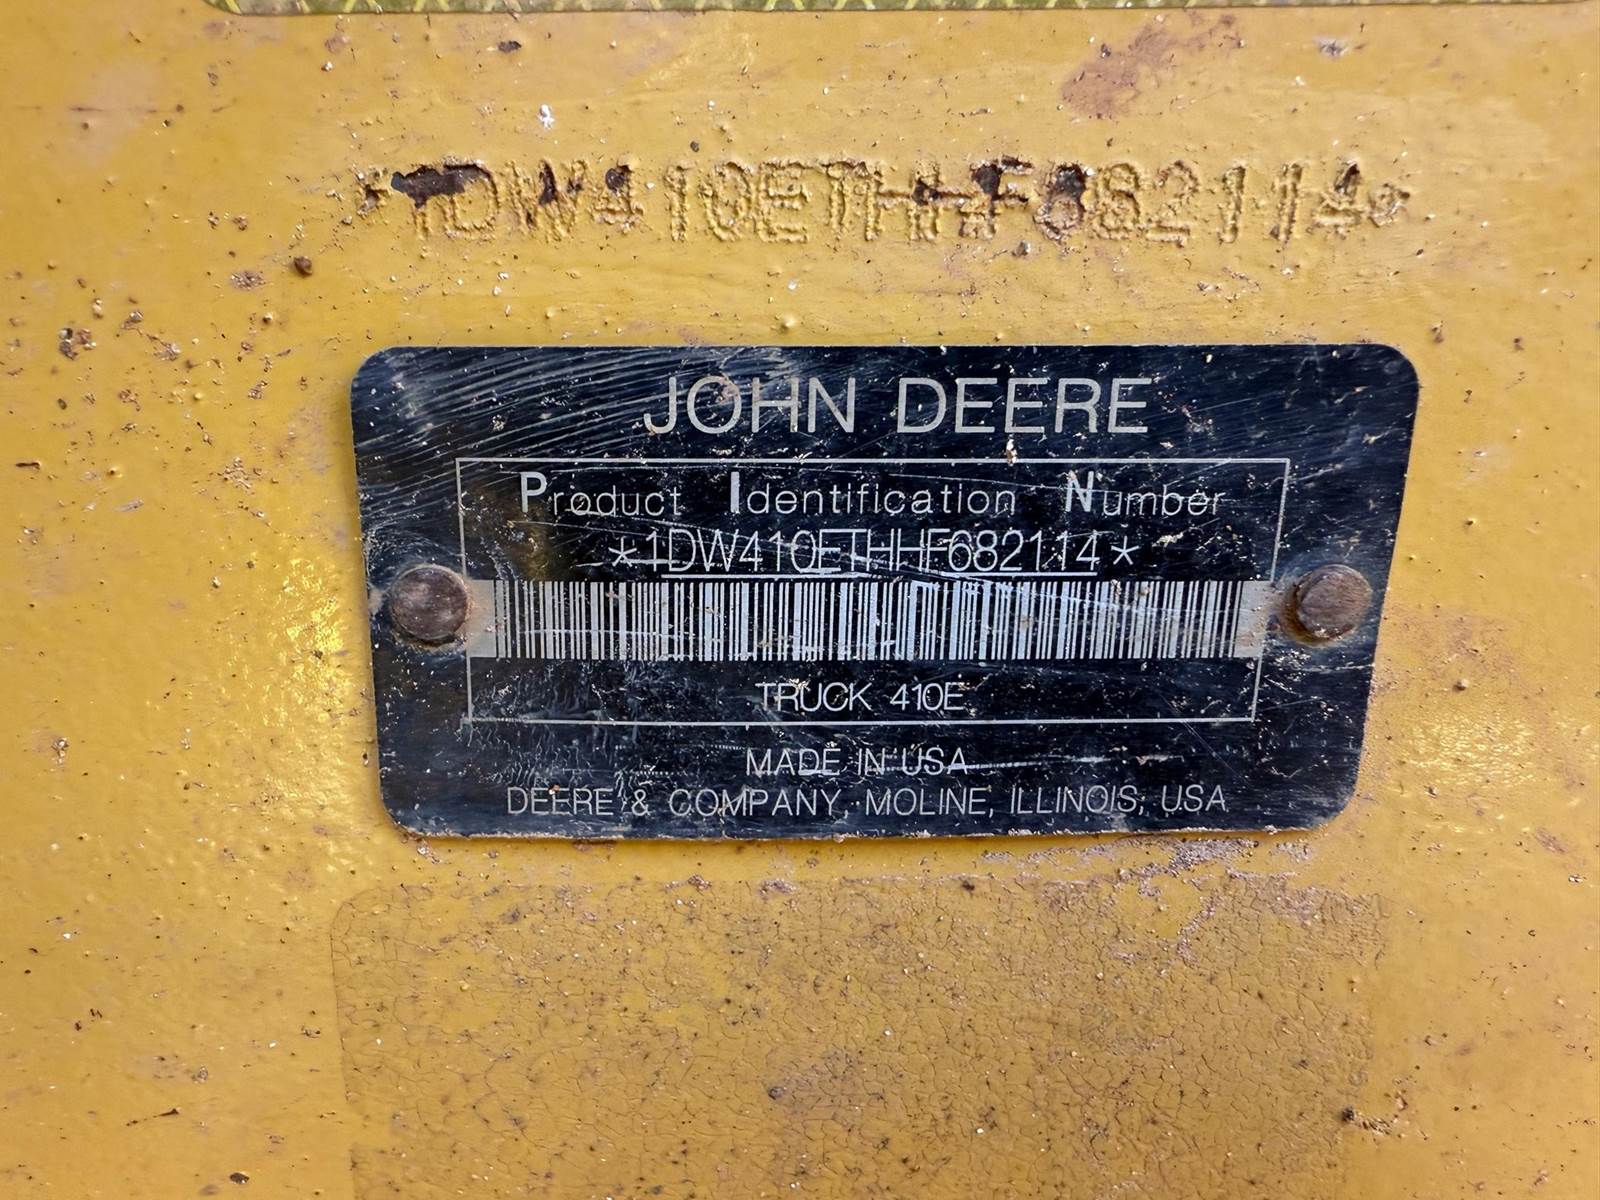 *1DW410ETHHF682114*
JOHN DEERE
Product Identification Number
*1DW410ETHHF682114*
TRUCK 410E
MADE IN USA
DEERE & COMPANY, MOLINE, ILLINOIS, USA